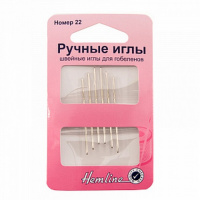 Номер 22
Ручные иглы
швейные иглы для гобеленов
Hemline